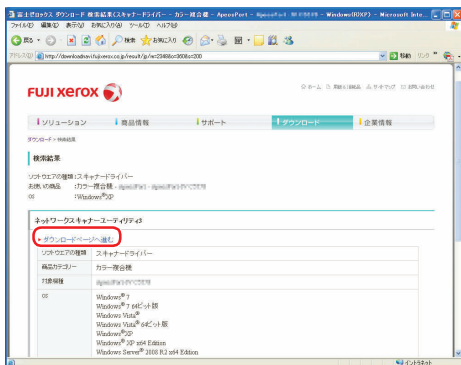 富士ゼロックス ダウンロード 検索結果(スキャナードライバー - カラー複合機 - ApeosPort - Windows(R)XP) - Microsoft Inte...
ファイル(F) 編集(E) 表示(V) お気に入り(A) ツール(T) ヘルプ(H)
戻る 検索 お気に入り
アドレス(D) 移動 リンク
FUJI XEROX
ホーム
ソリューション 商品情報 サポート ダウンロード 企業情報
ダウンロード > 検索結果
検索結果
ソフトウエアの種類:スキャナードライバー
お使いの商品 :カラー複合機 -
OS :Windows®XP
ネットワークスキャナーユーティリティ3
ダウンロードページへ進む
ソフトウエアの種類 スキャナードライバー
商品カテゴリー カラー複合機
対象機種
OS Windows® 7
Windows® 7 64ビット版
Windows Vista®
Windows Vista® 64ビット版
Windows®XP
Windows® XP x64 Edition
Windows Server® 2008 R2 x64 Edition
インターネット